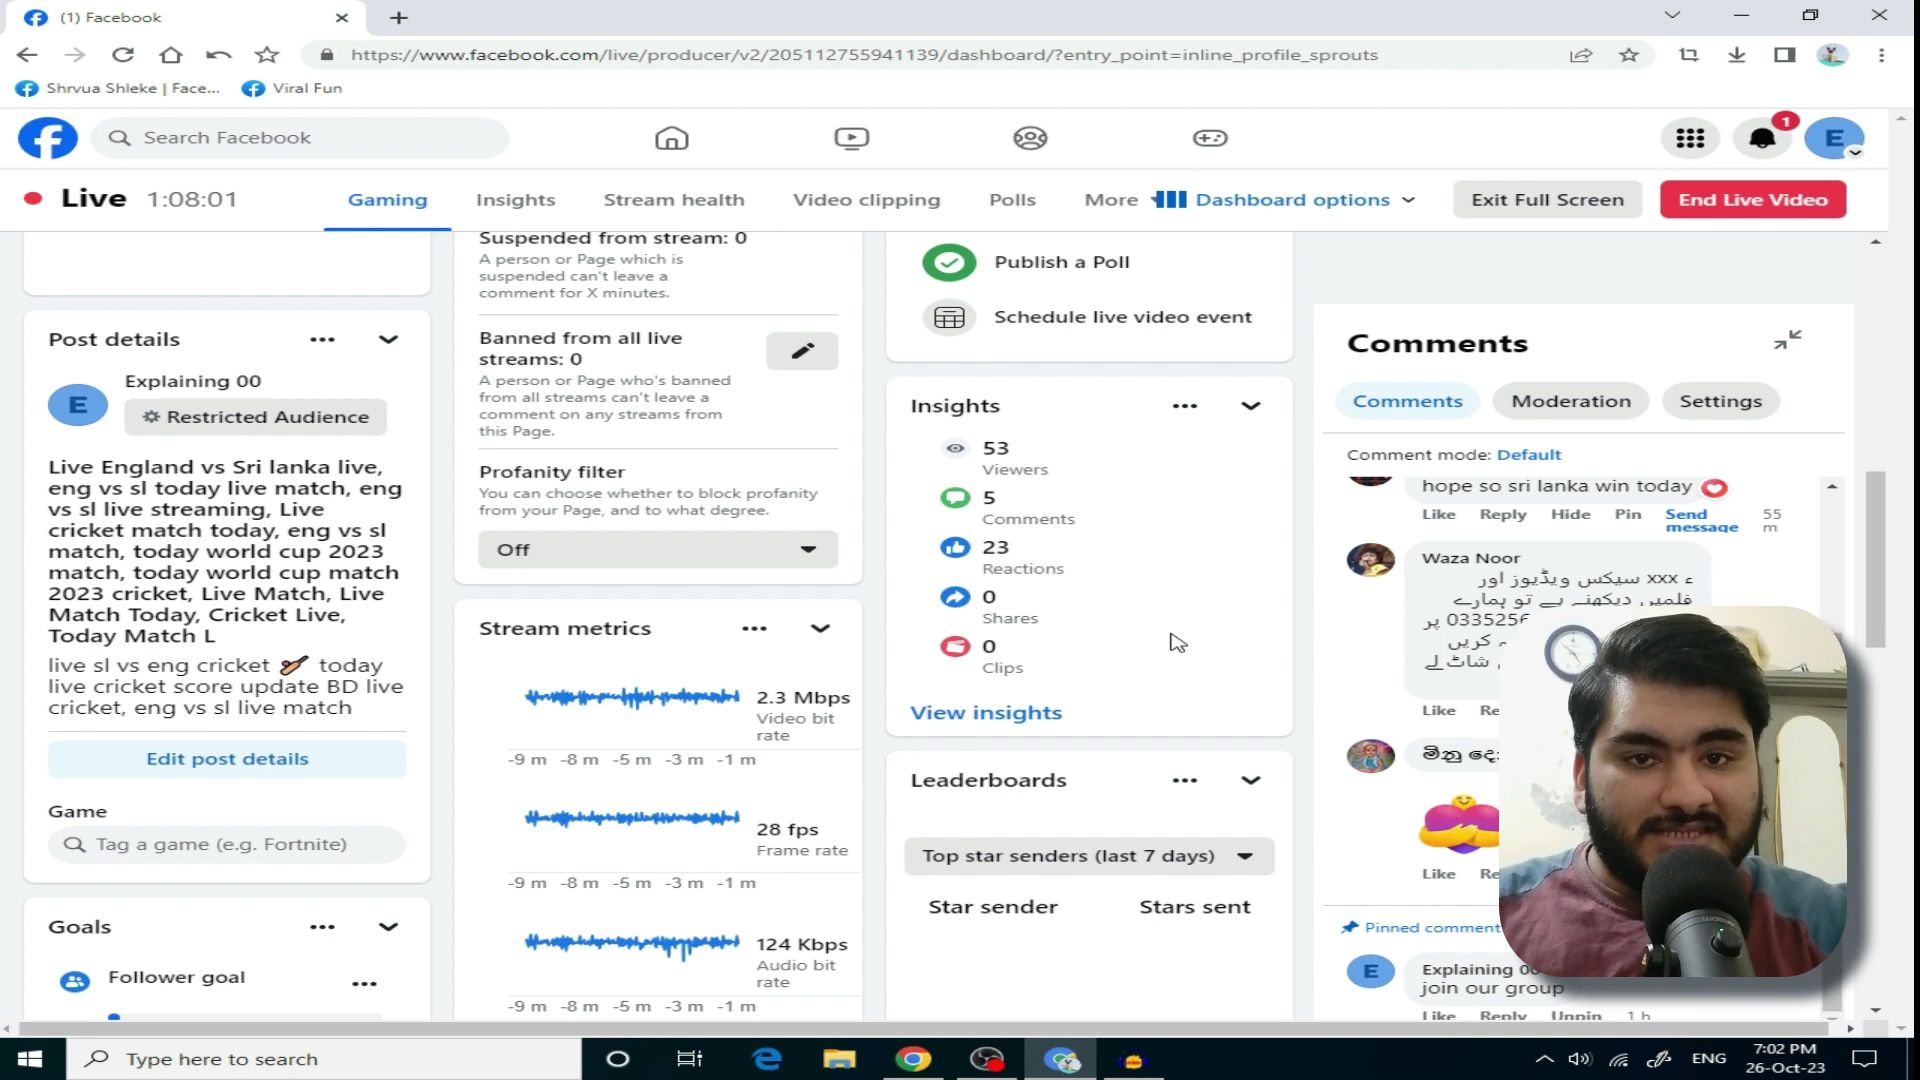 (1) Facebook
https://www.facebook.com/live/producer/v2/205112755941139/dashboard/?entry_point=inline_profile_sprouts
Shrvua Shleke | Face...
Viral Fun
Search Facebook
1
E
Live 1:08:01
Gaming
Insights
Stream health
Video clipping
Polls
More
Dashboard options
Exit Full Screen
End Live Video
Post details
E
Explaining 00
Restricted Audience
Live England vs Sri lanka live,
eng vs sl today live match, eng
vs sl live streaming, Live
cricket match today, eng vs sl
match, today world cup 2023
match, today world cup match
2023 cricket, Live Match, Live
Match Today, Cricket Live,
Today Match L
live sl vs eng cricket 🏏 today
live cricket score update BD live
cricket, eng vs sl live match
Edit post details
Game
Tag a game (e.g. Fortnite)
Goals
Follower goal
Suspended from stream: 0
A person or Page which is
suspended can't leave a
comment for X minutes.
Banned from all live
streams: 0
A person or Page who's banned
from all streams can't leave a
comment on any streams from
this Page.
Profanity filter
You can choose whether to block profanity
from your Page, and to what degree.
Off
Stream metrics
2.3 Mbps
Video bit
rate
-9 m -8 m -5 m -3 m -1 m
28 fps
Frame rate
-9 m -8 m -5 m -3 m -1 m
124 Kbps
Audio bit
rate
-9 m -8 m -5 m -3 m -1 m
Publish a Poll
Schedule live video event
Insights
53
Viewers
5
Comments
23
Reactions
0
Shares
0
Clips
View insights
Leaderboards
Top star senders (last 7 days)
Star sender Stars sent
Comments
Comments
Moderation
Settings
Comment mode: Default
hope so sri lanka win today
Like Reply Hide Pin Send message 55 m
Waza Noor
ء xxx سیکس ویڈیوز اور
فلمیں دیکھنے ہے تو ہمارے
پر 0335256
کریں
شاٹ لے
Like Re
මිනු දෙ
Like Re
Pinned comment
E
Explaining 00
join our group
Like Reply Unpin 1 h
Type here to search
ENG
7:02 PM
26-Oct-23